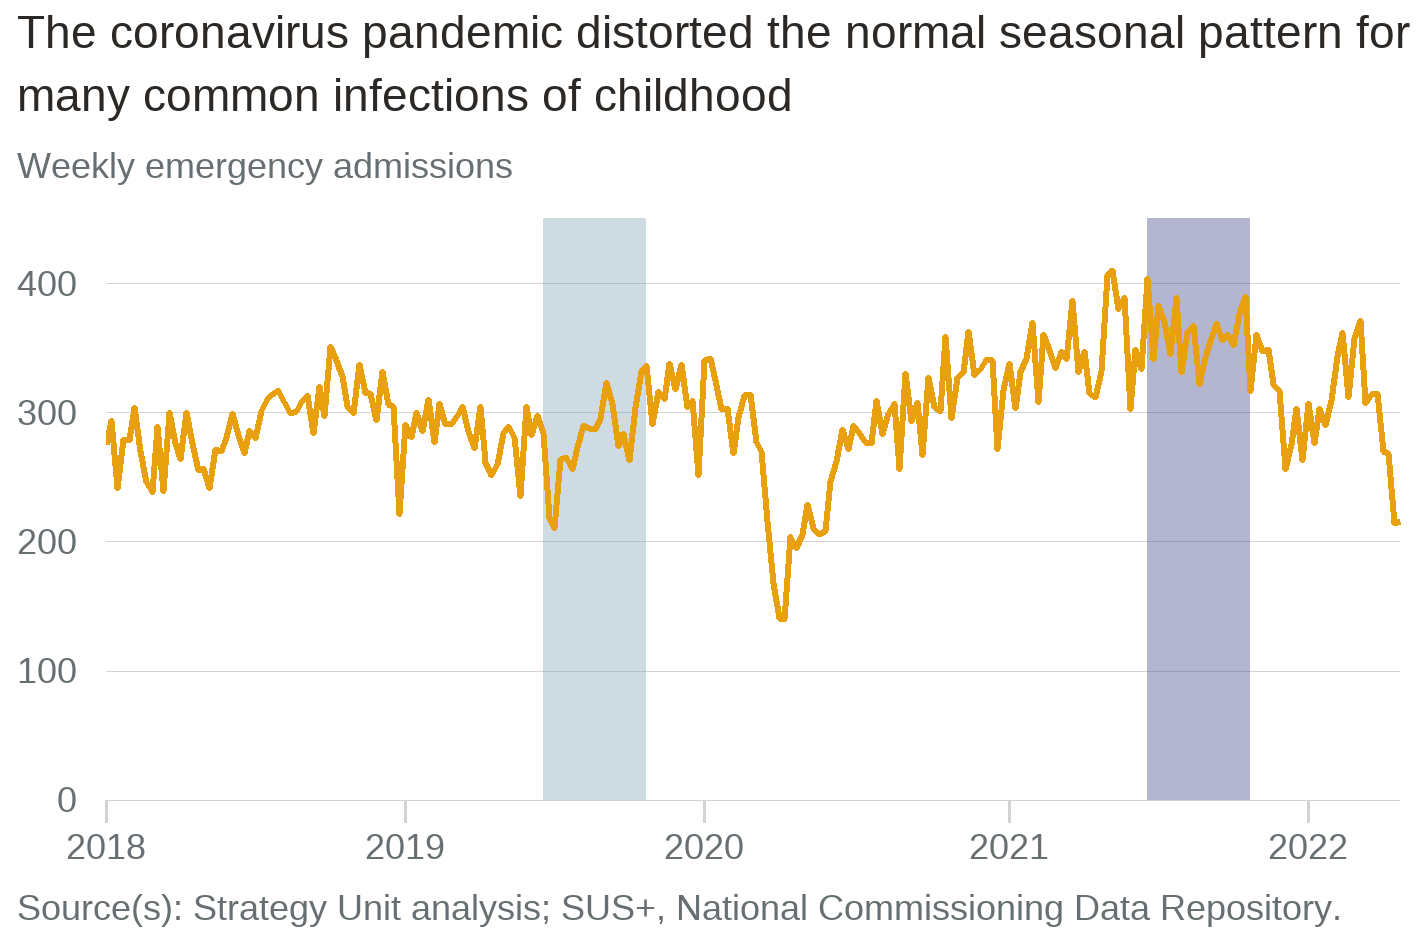 The coronavirus pandemic distorted the normal seasonal pattern for
many common infections of childhood
Weekly emergency admissions
400
300
200
100
0
2018 2019 2020 2021 2022
Source(s): Strategy Unit analysis; SUS+, National Commissioning Data Repository.